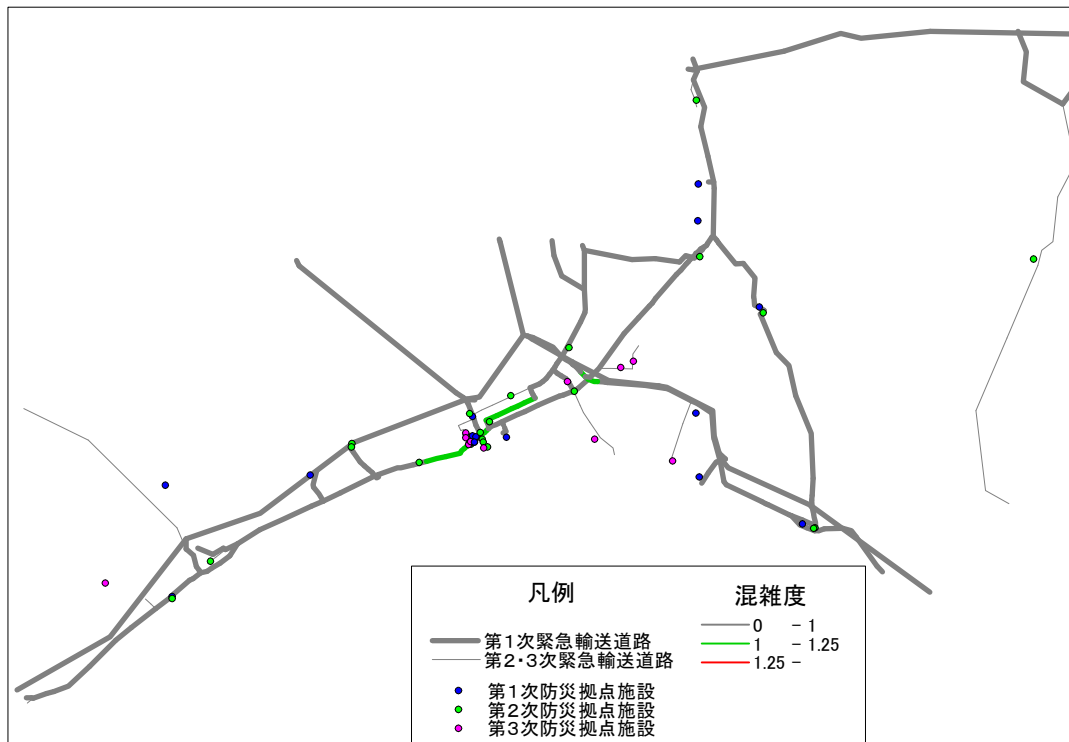 凡例
第1次緊急輸送道路
第2・3次緊急輸送道路
第1次防災拠点施設
第2次防災拠点施設
第3次防災拠点施設
混雑度
0 - 1
1 - 1.25
1.25 -